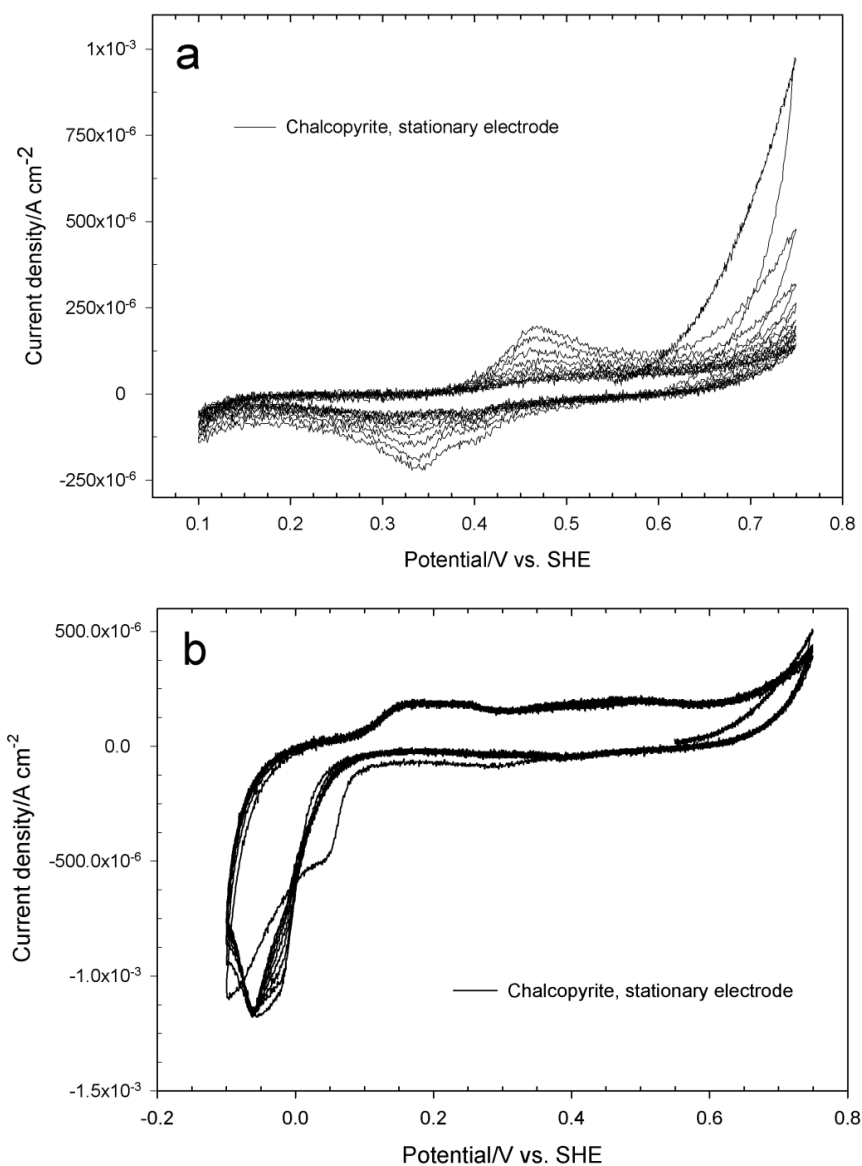 a
1x10⁻³
750x10⁻⁶
500x10⁻⁶
250x10⁻⁶
0
-250x10⁻⁶
Current density/A cm⁻²
Chalcopyrite, stationary electrode
0.1 0.2 0.3 0.4 0.5 0.6 0.7 0.8
Potential/V vs. SHE
b
500.0x10⁻⁶
0.0
-500.0x10⁻⁶
-1.0x10⁻³
-1.5x10⁻³
Current density/A cm⁻²
Chalcopyrite, stationary electrode
-0.2 0.0 0.2 0.4 0.6 0.8
Potential/V vs. SHE